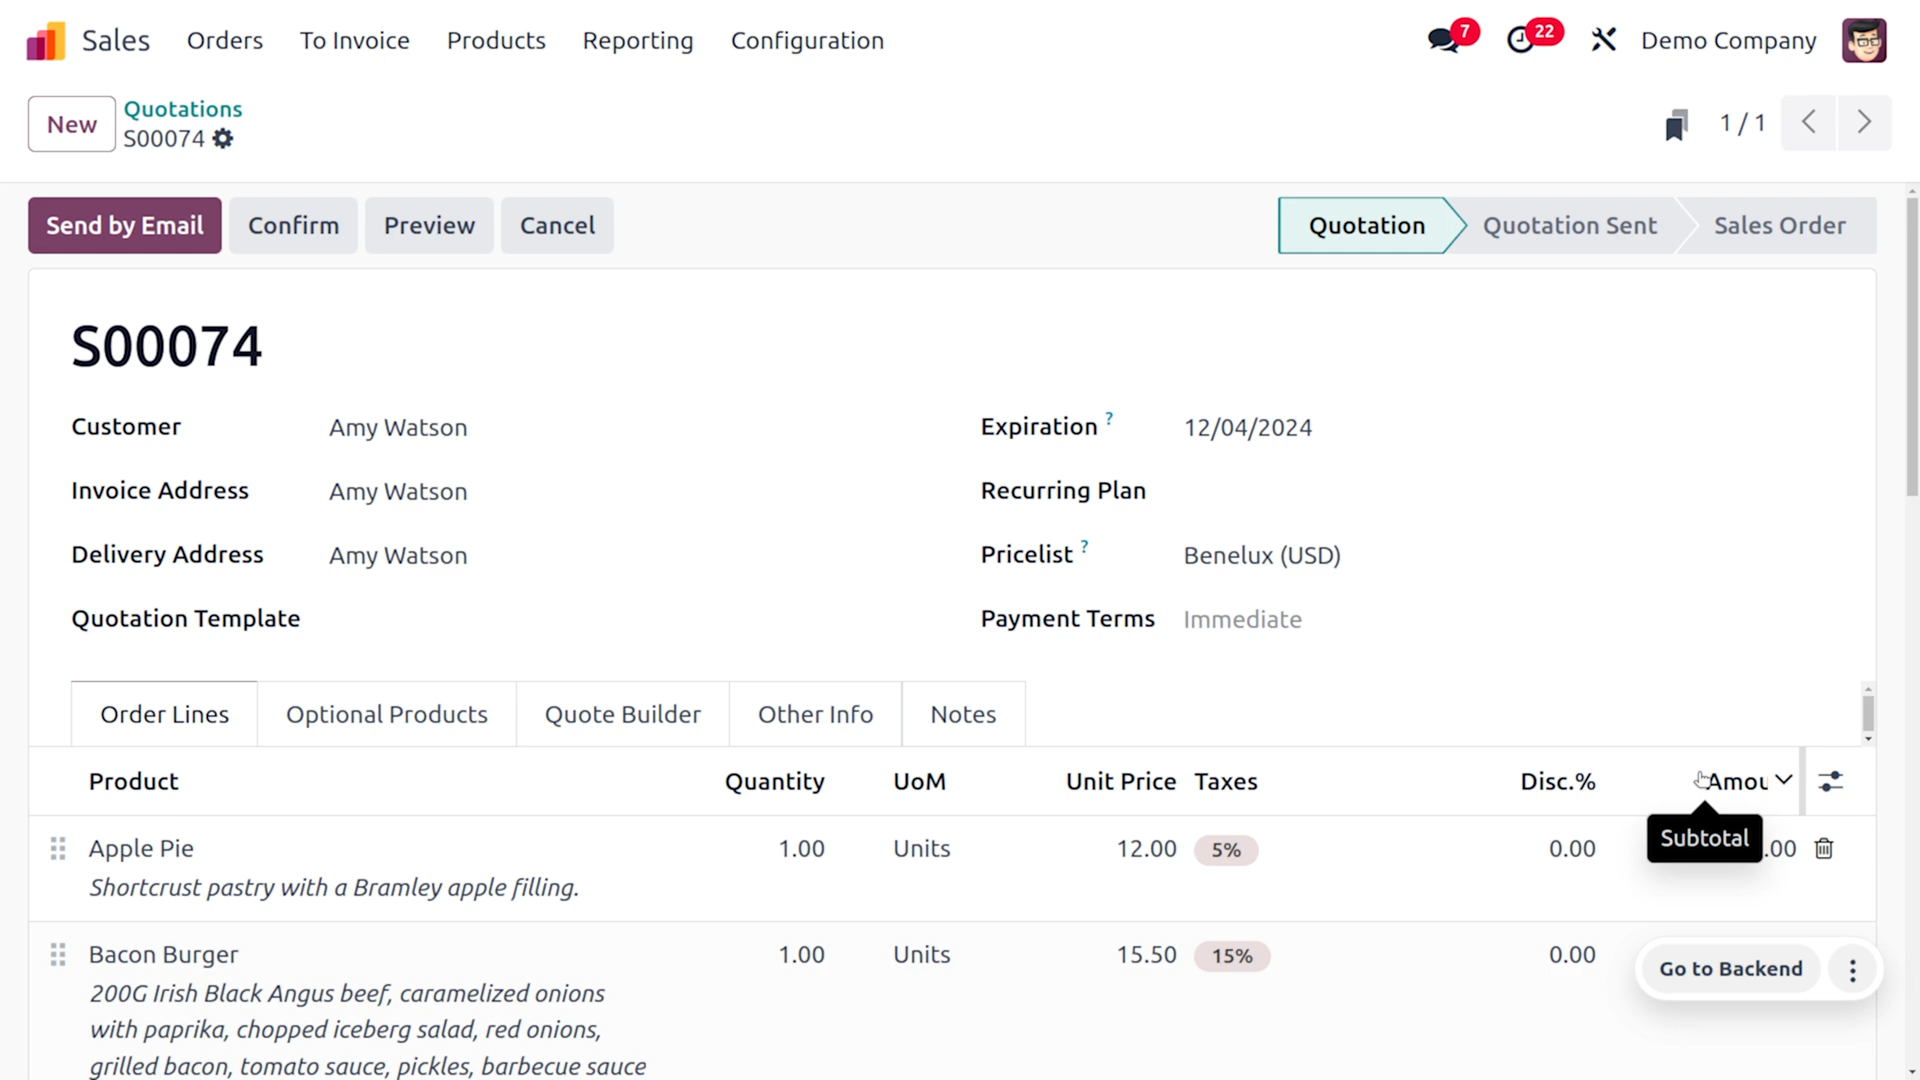 Sales Orders To Invoice Products Reporting Configuration 7 22 Demo Company
New Quotations
S00074
1 / 1
Send by Email Confirm Preview Cancel Quotation Quotation Sent Sales Order
S00074
Customer Amy Watson Expiration ? 12/04/2024
Invoice Address Amy Watson Recurring Plan
Delivery Address Amy Watson Pricelist ? Benelux (USD)
Quotation Template Payment Terms Immediate
Order Lines Optional Products Quote Builder Other Info Notes
Product Quantity UoM Unit Price Taxes Disc.% Amou
Subtotal
Apple Pie 1.00 Units 12.00 5% 0.00 .00
Shortcrust pastry with a Bramley apple filling.
Bacon Burger 1.00 Units 15.50 15% 0.00
Go to Backend
200G Irish Black Angus beef, caramelized onions
with paprika, chopped iceberg salad, red onions,
grilled bacon, tomato sauce, pickles, barbecue sauce